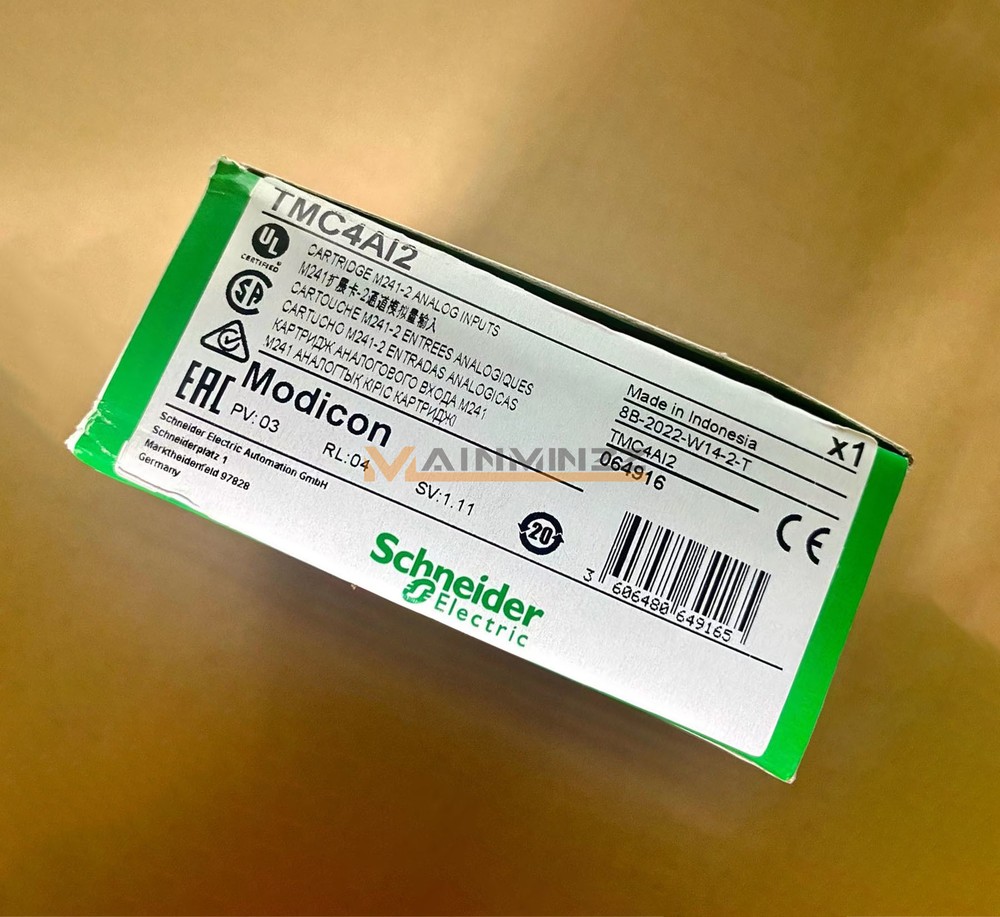 TMC4AI2
UL
CERTIFIED
CARTRIDGE M241-2 ANALOG INPUTS
M241扩展卡-2通道模拟量输入
CARTOUCHE M241-2 ENTREES ANALOGIQUES
CARTUCHO M241-2 ENTRADAS ANALOGICAS
КАРТРИДЖ АНАЛОГОВОГО ВХОДА M241
M241 АНАЛОГТЫҚ КІРІС КАРТРИДЖІ
Made in Indonesia
X1
8B-2022-W14-2-T
TMC4AI2
064916
EAC
Modicon
PV: 03
RL:04
SV:1.11
Schneider Electric Automation GmbH
Schneiderplatz 1
Marktheidenfeld 97828
Germany
20
CE
Schneider
Electric
3 606480 649165